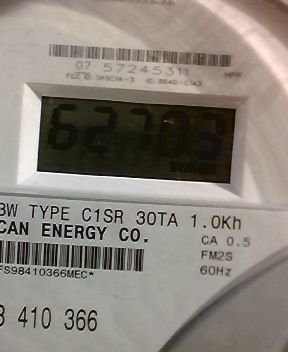 07 57245311
HPP
62703
3W TYPE C1SR 30TA 1.0Kh
CAN ENERGY CO.
CA 0.5
FM2S
60Hz
FS98410366MEC*
3 410 366